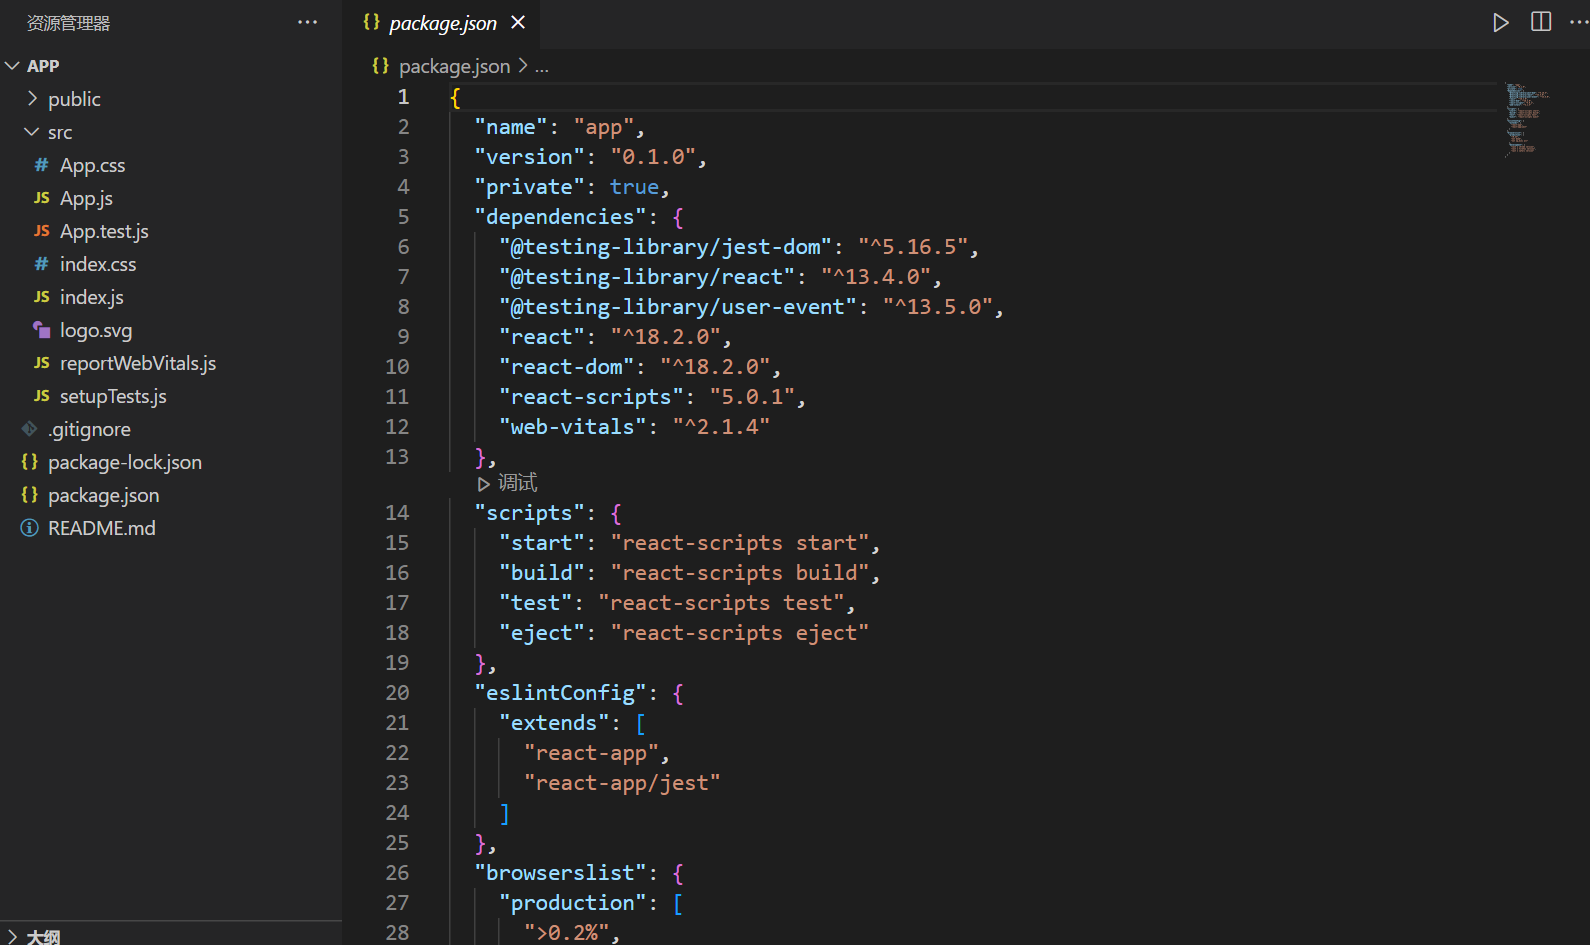 资源管理器
APP
public
src
# App.css
JS App.js
JS App.test.js
# index.css
JS index.js
logo.svg
JS reportWebVitals.js
JS setupTests.js
.gitignore
{} package-lock.json
{} package.json
README.md
大纲
{} package.json ×
{} package.json > ...
1 {
2 "name": "app",
3 "version": "0.1.0",
4 "private": true,
5 "dependencies": {
6 "@testing-library/jest-dom": "^5.16.5",
7 "@testing-library/react": "^13.4.0",
8 "@testing-library/user-event": "^13.5.0",
9 "react": "^18.2.0",
10 "react-dom": "^18.2.0",
11 "react-scripts": "5.0.1",
12 "web-vitals": "^2.1.4"
13 },
调试
14 "scripts": {
15 "start": "react-scripts start",
16 "build": "react-scripts build",
17 "test": "react-scripts test",
18 "eject": "react-scripts eject"
19 },
20 "eslintConfig": {
21 "extends": [
22 "react-app",
23 "react-app/jest"
24 ]
25 },
26 "browserslist": {
27 "production": [
28 ">0.2%",